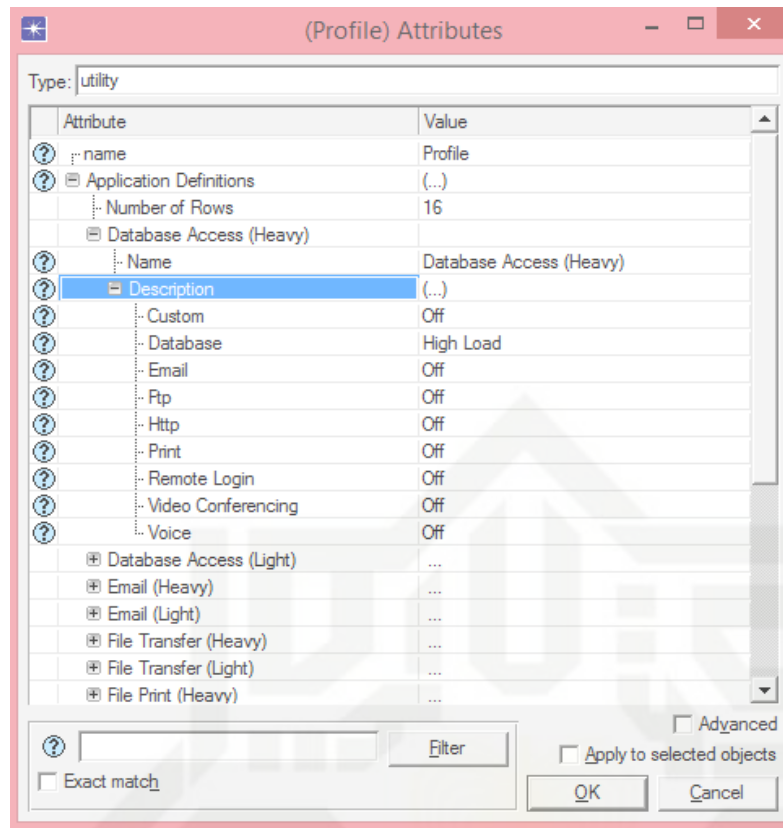 (Profile) Attributes
Type: utility
Attribute Value
name Profile
Application Definitions (...)
Number of Rows 16
Database Access (Heavy)
Name Database Access (Heavy)
Description (...)
Custom Off
Database High Load
Email Off
Ftp Off
Http Off
Print Off
Remote Login Off
Video Conferencing Off
Voice Off
Database Access (Light) ...
Email (Heavy) ...
Email (Light) ...
File Transfer (Heavy) ...
File Transfer (Light) ...
File Print (Heavy) ...
Advanced
Filter
Apply to selected objects
Exact match
OK Cancel